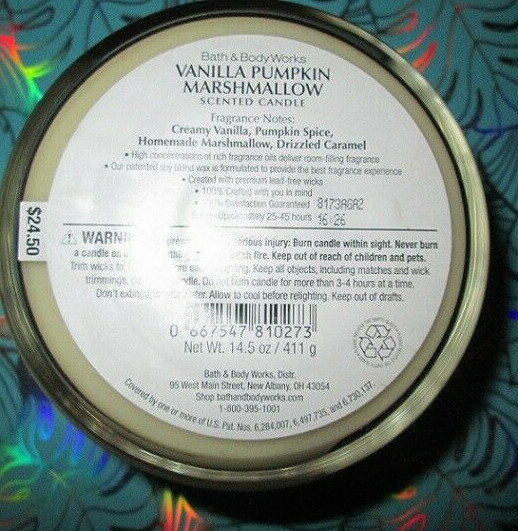 Bath & Body Works
VANILLA PUMPKIN
MARSHMALLOW
SCENTED CANDLE
Fragrance Notes:
Creamy Vanilla, Pumpkin Spice,
Homemade Marshmallow, Drizzled Caramel
• High concentrations of rich fragrance oils deliver room-filling fragrance
• Our patented soy blend wax is formulated to provide the best fragrance experience
• Created with premium lead-free wicks
• 100% Crafted with you in mind
Satisfaction Guaranteed 8173AGA2
approximately 25-45 hours 16:26
$24.50
injury: Burn candle within sight. Never burn
a candle on fire. Keep out of reach of children and pets.
Trim wicks to Keep all objects, including matches and wick
trimmings, Do not burn candle for more than 3-4 hours at a time.
Don't Allow to cool before relighting. Keep out of drafts.
0 667547 810273
Net Wt. 14.5 oz / 411 g
Bath & Body Works, Distr.
95 West Main Street, New Albany, OH 43054
Shop bathandbodyworks.com
1-800-395-1001
Covered by one or more of U.S. Pat. Nos. 6,284,007, 6,497,735, and 6,730,137.